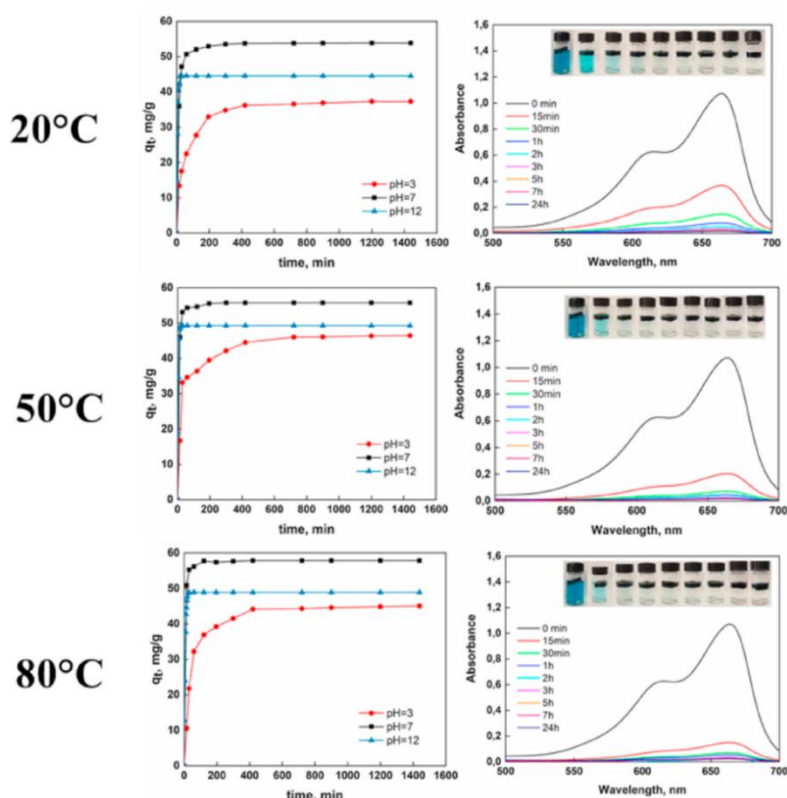 20°C
60
50
40
30
20
10
0
qt, mg/g
pH=3
pH=7
pH=12
0 200 400 600 800 1000 1200 1400 1600
time, min
1,6
1,4
1,2
1,0
0,8
0,6
0,4
0,2
0,0
Absorbance
0 min
15min
30min
1h
2h
3h
5h
7h
24h
500 550 600 650 700
Wavelength, nm
50°C
60
50
40
30
20
10
0
qt, mg/g
pH=3
pH=7
pH=12
0 200 400 600 800 1000 1200 1400 1600
time, min
1,6
1,4
1,2
1,0
0,8
0,6
0,4
0,2
0,0
Absorbance
0 min
15min
30min
1h
2h
3h
5h
7h
24h
500 550 600 650 700
Wavelength, nm
80°C
60
50
40
30
20
10
0
qt, mg/g
pH=3
pH=7
pH=12
0 200 400 600 800 1000 1200 1400 1600
time, min
1,6
1,4
1,2
1,0
0,8
0,6
0,4
0,2
0,0
Absorbance
0 min
15min
30min
1h
2h
3h
5h
7h
24h
500 550 600 650 700
Wavelength, nm